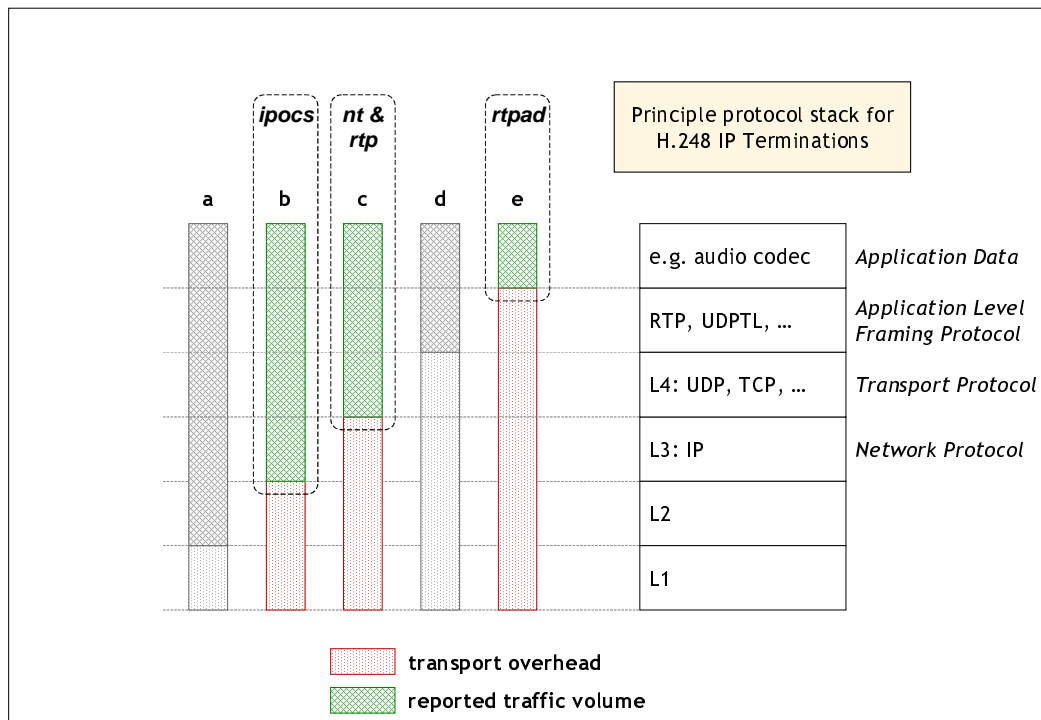 ipocs
nt &
rtp
rtpad
Principle protocol stack for
H.248 IP Terminations
a
b
c
d
e
e.g. audio codec
Application Data
RTP, UDPTL, ...
Application Level
Framing Protocol
L4: UDP, TCP, ...
Transport Protocol
L3: IP
Network Protocol
L2
L1
transport overhead
reported traffic volume